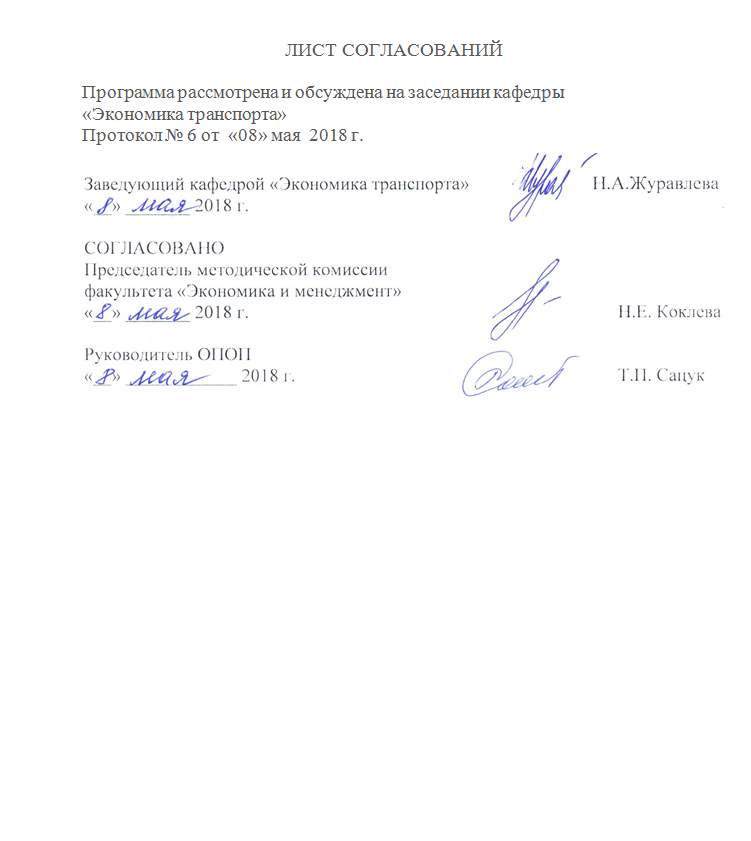 ЛИСТ СОГЛАСОВАНИЙ
Программа рассмотрена и обсуждена на заседании кафедры
«Экономика транспорта»
Протокол № 6 от «08» мая 2018 г.
Заведующий кафедрой «Экономика транспорта» Н.А.Журавлева
«8» мая 2018 г.
СОГЛАСОВАНО
Председатель методической комиссии
факультета «Экономика и менеджмент»
«8» мая 2018 г. Н.Е. Коклева
Руководитель ОПОП
«8» мая 2018 г. Т.П. Сацук